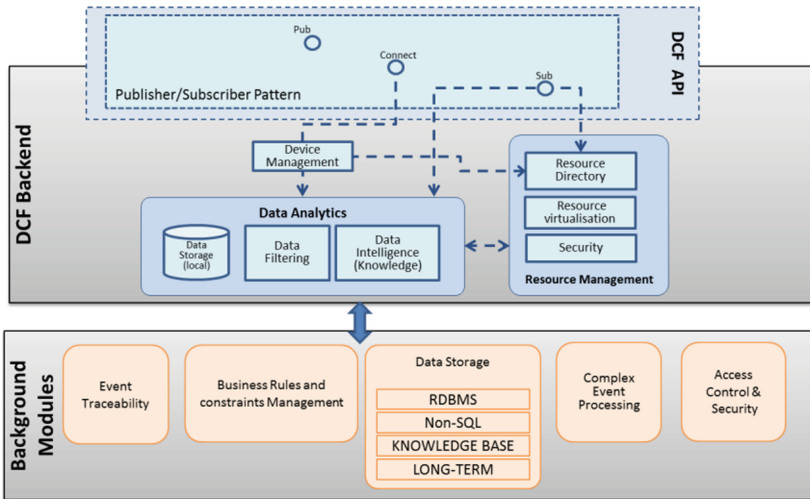 Pub
Connect
Sub
Publisher/Subscriber Pattern
DCF API
DCF Backend
Device
Management
Resource
Directory
Resource
virtualisation
Security
Resource Management
Data Analytics
Data
Storage
(local)
Data
Filtering
Data
Intelligence
(Knowledge)
Background
Modules
Event
Traceability
Business Rules and
constraints Management
Data Storage
RDBMS
Non-SQL
KNOWLEDGE BASE
LONG-TERM
Complex
Event
Processing
Access
Control &
Security